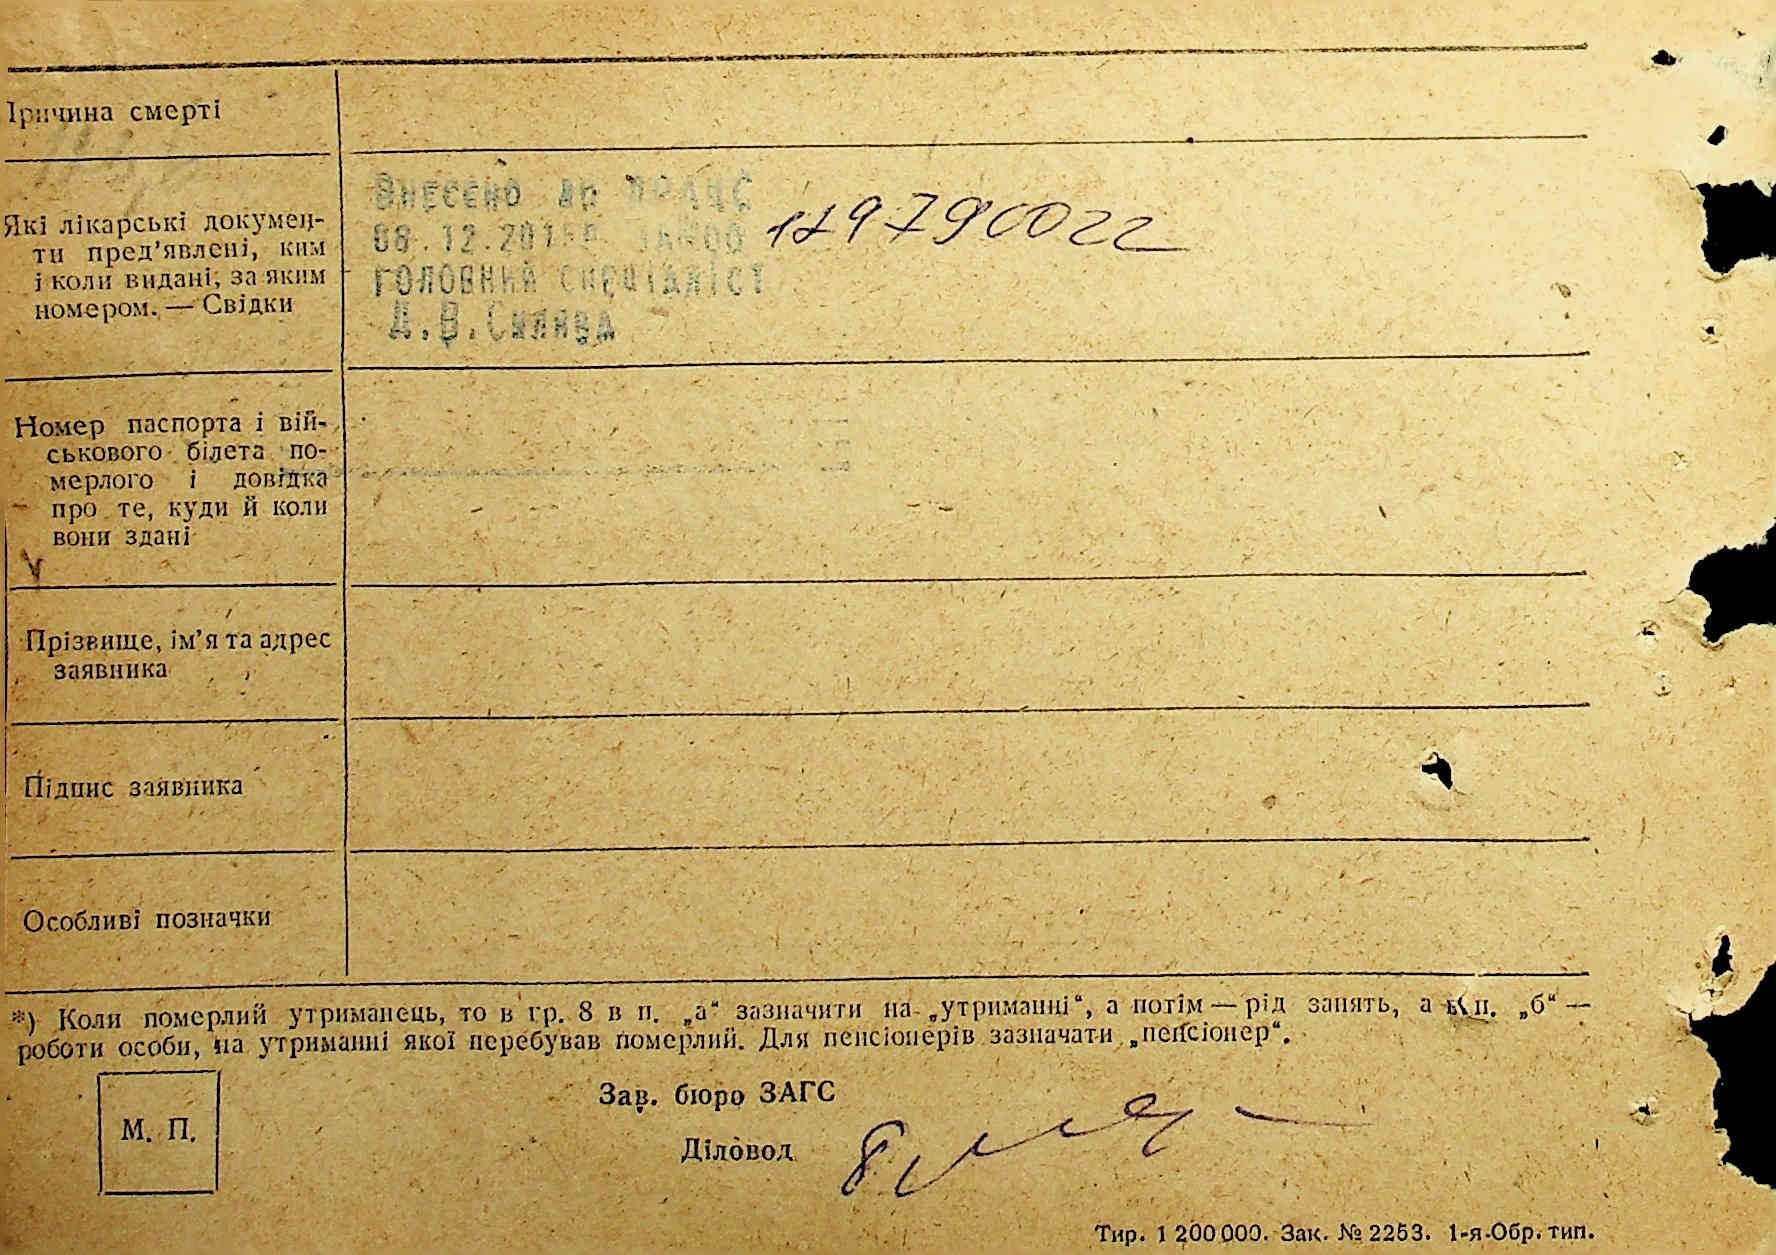 Причина смерті
Які лікарські докумен-
ти пред’явлені, ким
і коли видані, за яким
номером. — Свідки
Внесено до
08.12.201
головний спеціаліст
Д.В.
179790022
Номер паспорта і вій-
ськового білета по-
мерлого і довідка
про те, куди й коли
вони здані
V
Прізвище, ім’я та адрес
заявника
Підпис заявника
Особливі позначки
*) Коли померлий утриманець, то в гр. 8 в п. „а“ зазначити на „утриманні“, а потім — рід занять, а в п. „б“ —
роботи особи, на утриманні якої перебував померлий. Для пенсіонерів зазначати „пенсіонер“.
М. П.
Зав. бюро ЗАГС
Діловод
Тир. 1 200 000. Зак. № 2253. 1-я Обр. тип.